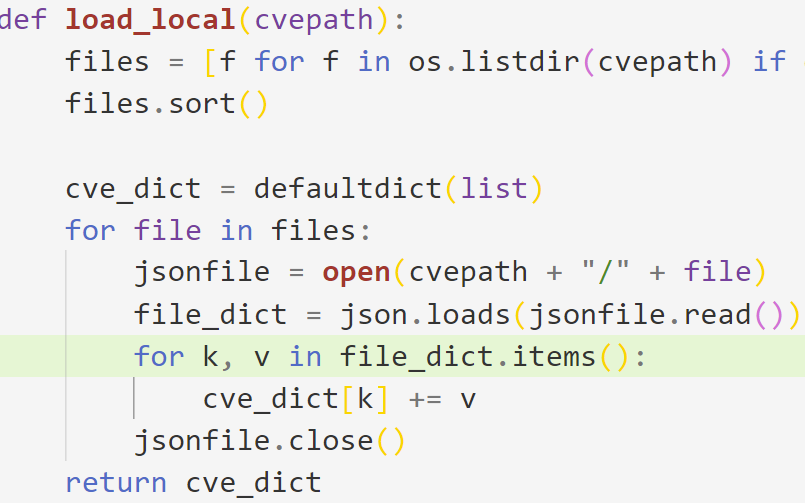 def load_local(cvepath):
    files = [f for f in os.listdir(cvepath) if
    files.sort()
    cve_dict = defaultdict(list)
    for file in files:
        jsonfile = open(cvepath + "/" + file)
        file_dict = json.loads(jsonfile.read())
        for k, v in file_dict.items():
            cve_dict[k] += v
        jsonfile.close()
    return cve_dict